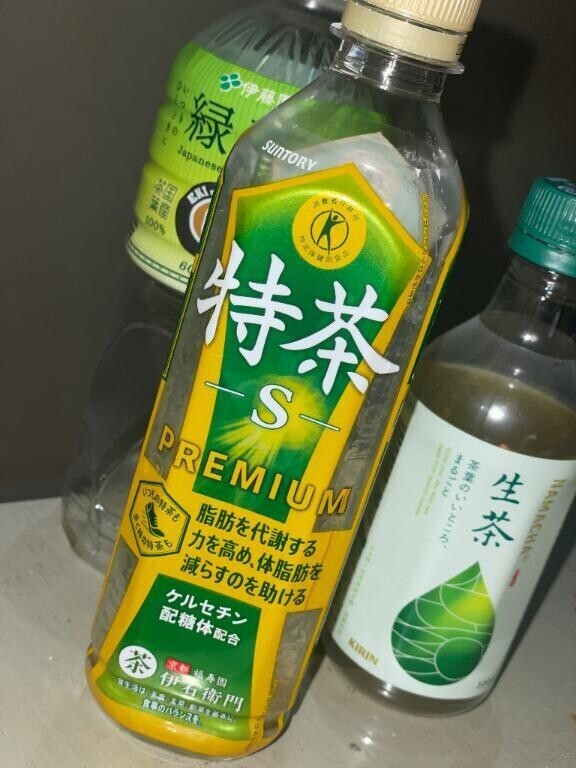 伊藤園
緑
Japanese
国産
茶葉
100%
SUNTORY
消費者庁許可
特定保健用食品
特茶
S
PREMIUM
いつもの特茶も
脂肪を代謝する
力を高め、体脂肪を
減らすのを助ける
ケルセチン
配糖体配合
茶
京都 福寿園
伊右衛門
食生活は、主食、主菜、副菜を基本に、
食事のバランスを。
NAMACHA
生茶
茶葉のいいところ、
まるごと。
KIRIN